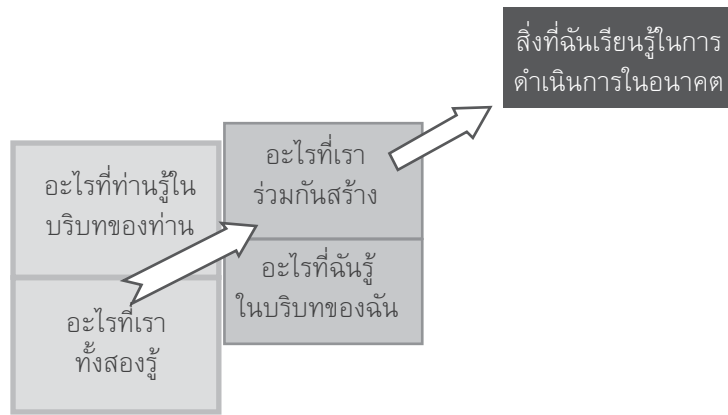 สิ่งที่ฉันเรียนรู้ในการ
ดำเนินการในอนาคต
อะไรที่ท่านรู้ใน
บริบทของท่าน
อะไรที่เรา
ร่วมกันสร้าง
อะไรที่เรา
ทั้งสองรู้
อะไรที่ฉันรู้
ในบริบทของฉัน